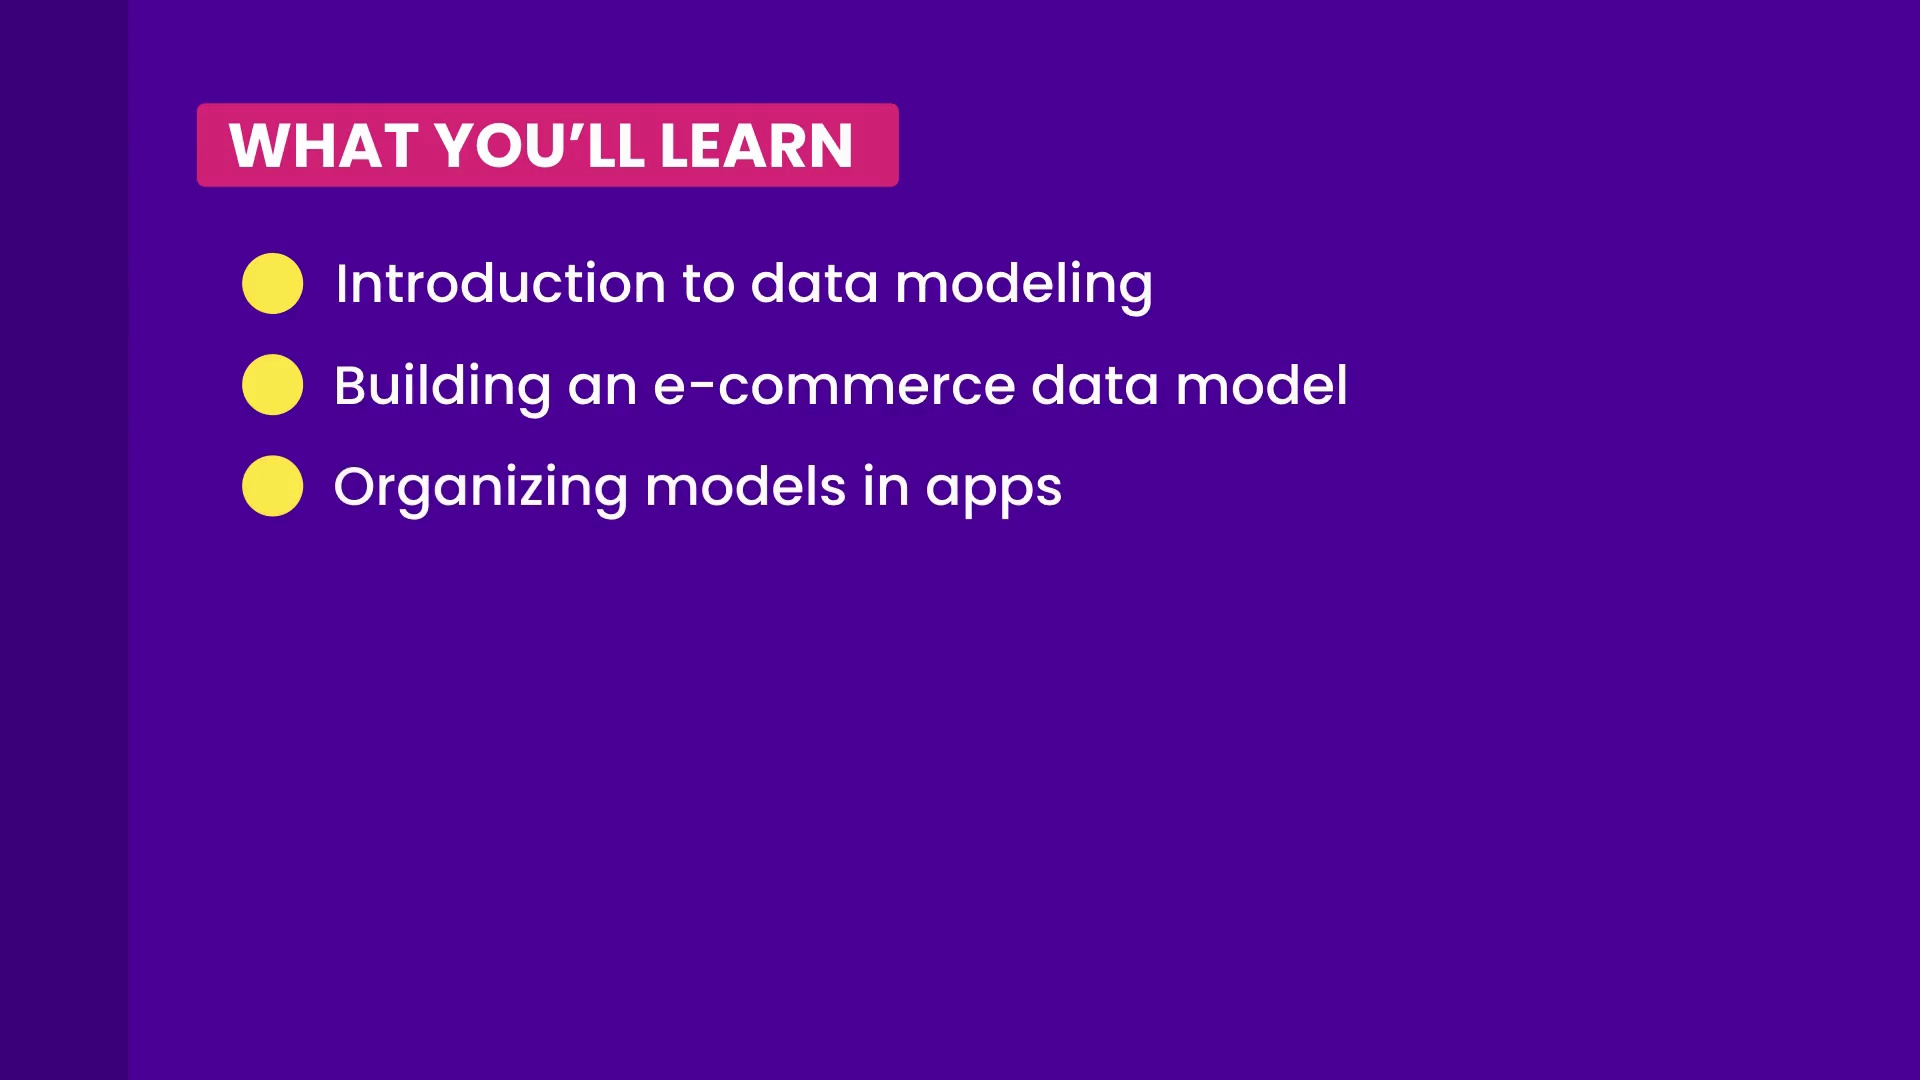 WHAT YOU’LL LEARN
Introduction to data modeling
Building an e-commerce data model
Organizing models in apps